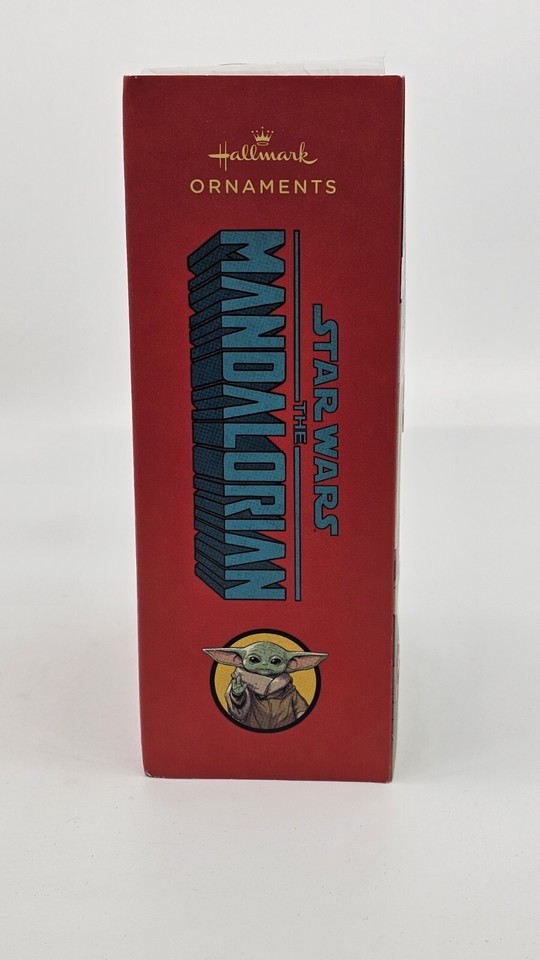 Hallmark
ORNAMENTS
STAR WARS
THE
MANDALORIAN